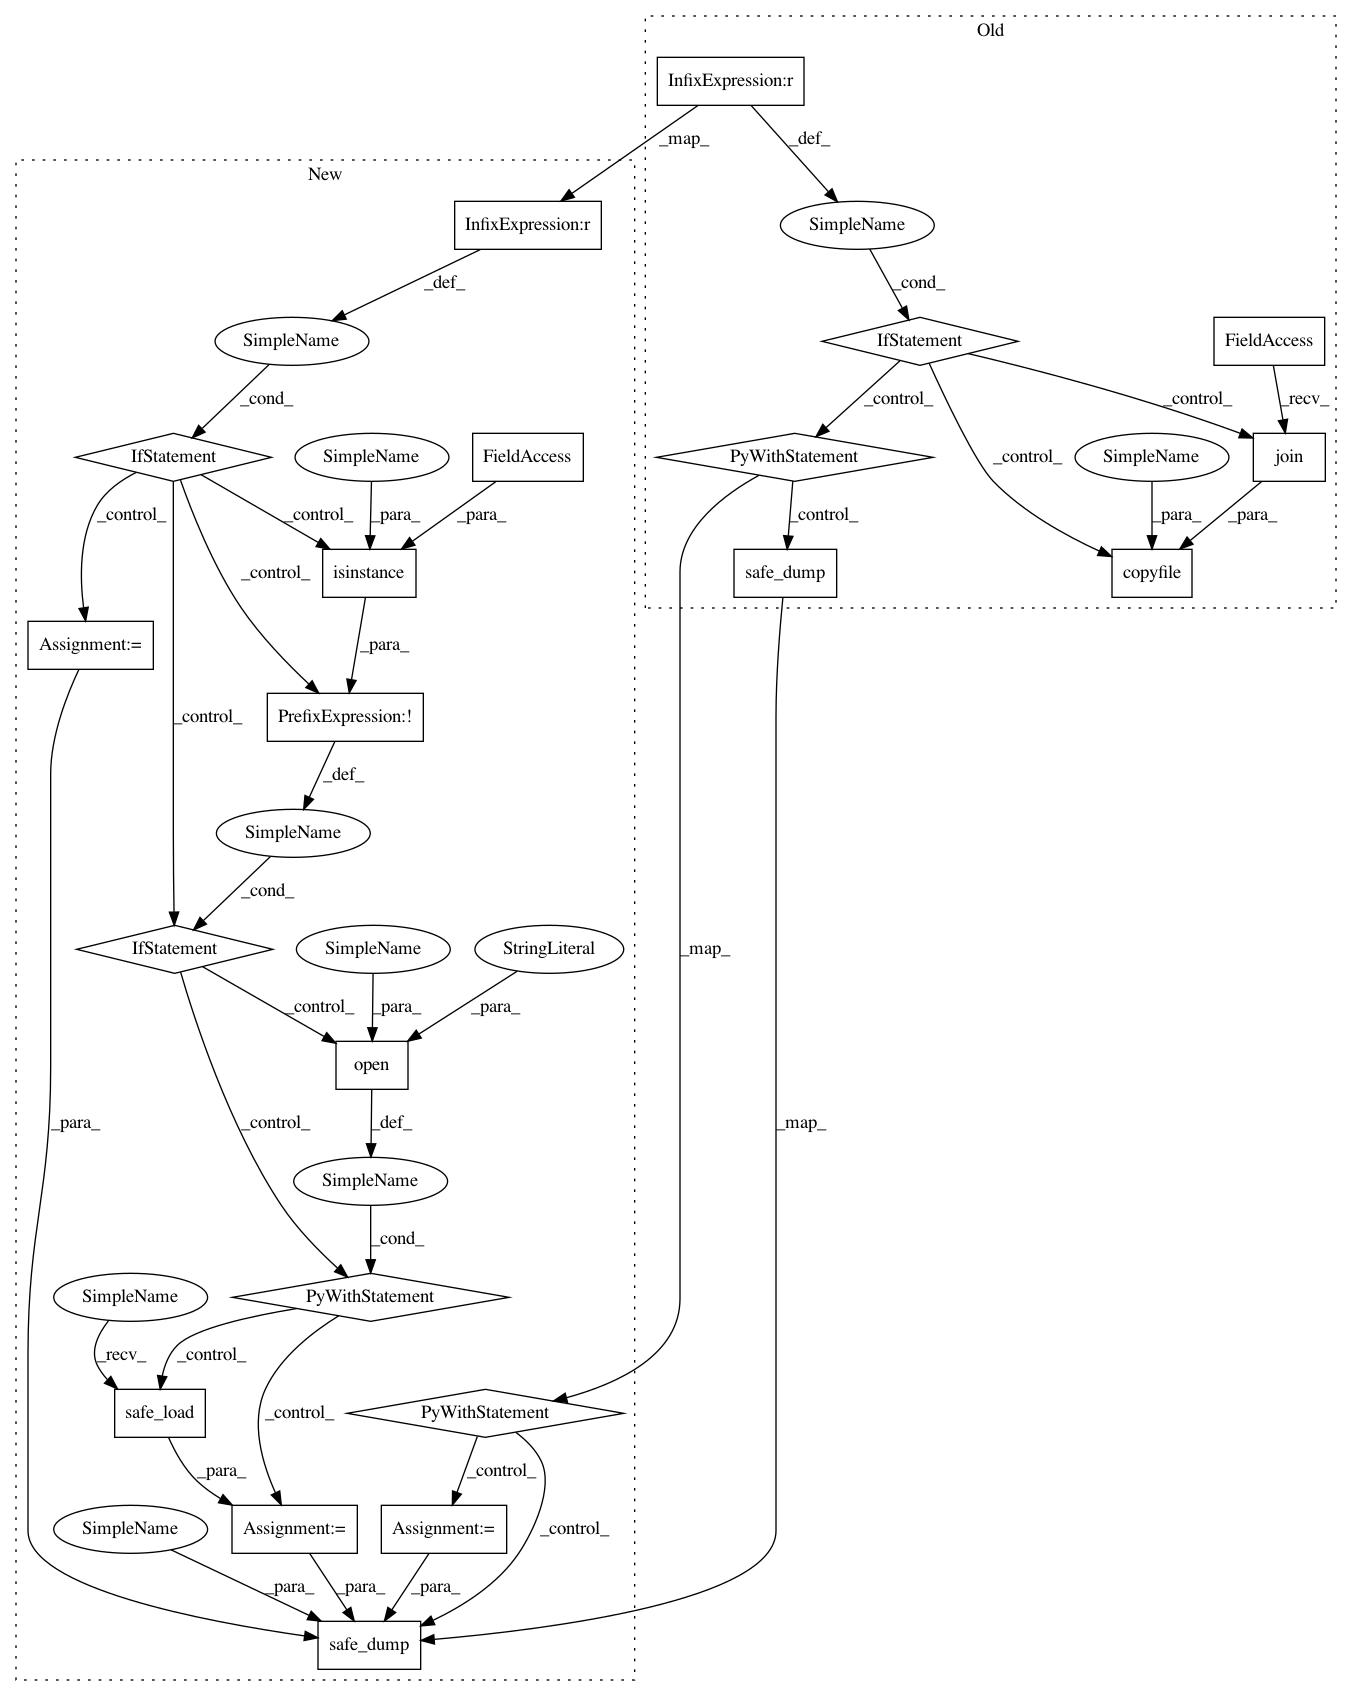 Old
InfixExpression:r
_map_
_def_
New
InfixExpression:r
SimpleName
_def_
_cond_
SimpleName
IfStatement
FieldAccess
_cond_
_control_
_control_
_recv_
IfStatement
SimpleName
FieldAccess
PyWithStatement
_control_
SimpleName
join
_control_
_control_
_para_
_para_
_control_
_para_
_para_
isinstance
safe_dump
copyfile
_control_
Assignment:=
_para_
_control_
PrefixExpression:!
_def_
SimpleName
_cond_
IfStatement
SimpleName
StringLiteral
_map_
_control_
_para_
_para_
open
_para_
_control_
_def_
_map_
SimpleName
_cond_
SimpleName
PyWithStatement
_recv_
_control_
safe_load
_control_
PyWithStatement
_para_
_control_
SimpleName
Assignment:=
Assignment:=
_control_
_para_
_para_
_para_
safe_dump